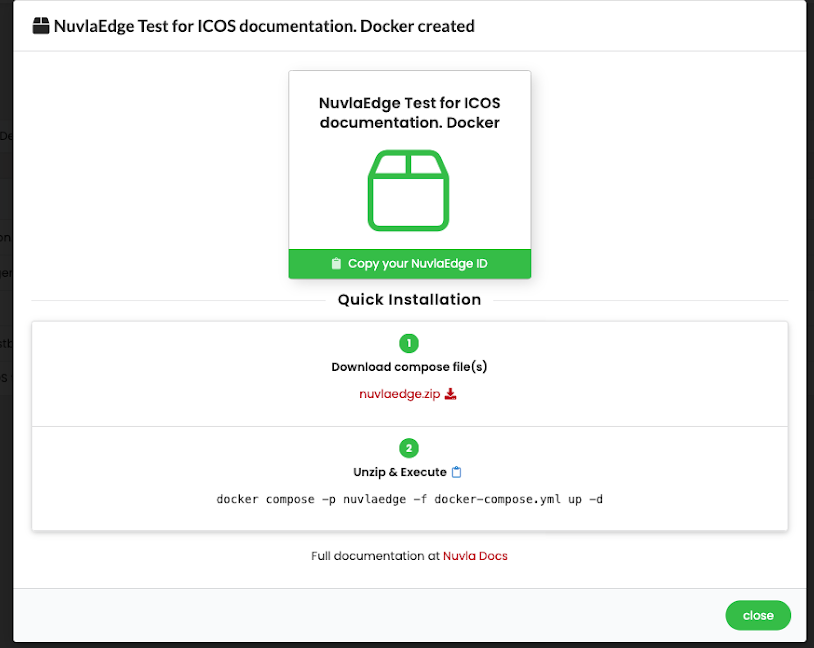 NuvlaEdge Test for ICOS documentation. Docker created
NuvlaEdge Test for ICOS
documentation. Docker
Copy your NuvlaEdge ID
Quick Installation
1
Download compose file(s)
nuvlaedge.zip
2
Unzip & Execute
docker compose -p nuvlaedge -f docker-compose.yml up -d
Full documentation at Nuvla Docs
close